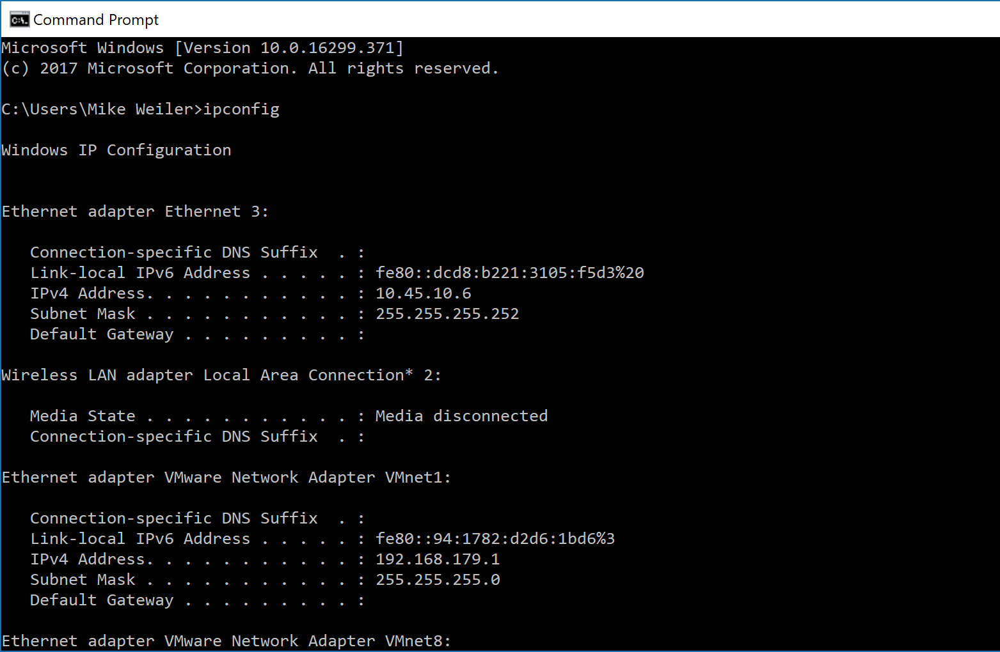 Command Prompt
Microsoft Windows [Version 10.0.16299.371]
(c) 2017 Microsoft Corporation. All rights reserved.
C:\Users\Mike Weiler>ipconfig
Windows IP Configuration
Ethernet adapter Ethernet 3:
   Connection-specific DNS Suffix  . :
   Link-local IPv6 Address . . . . . : fe80::dcd8:b221:3105:f5d3%20
   IPv4 Address. . . . . . . . . . . : 10.45.10.6
   Subnet Mask . . . . . . . . . . . : 255.255.255.252
   Default Gateway . . . . . . . . . :
Wireless LAN adapter Local Area Connection* 2:
   Media State . . . . . . . . . . . : Media disconnected
   Connection-specific DNS Suffix  . :
Ethernet adapter VMware Network Adapter VMnet1:
   Connection-specific DNS Suffix  . :
   Link-local IPv6 Address . . . . . : fe80::94:1782:d2d6:1bd6%3
   IPv4 Address. . . . . . . . . . . : 192.168.179.1
   Subnet Mask . . . . . . . . . . . : 255.255.255.0
   Default Gateway . . . . . . . . . :
Ethernet adapter VMware Network Adapter VMnet8: